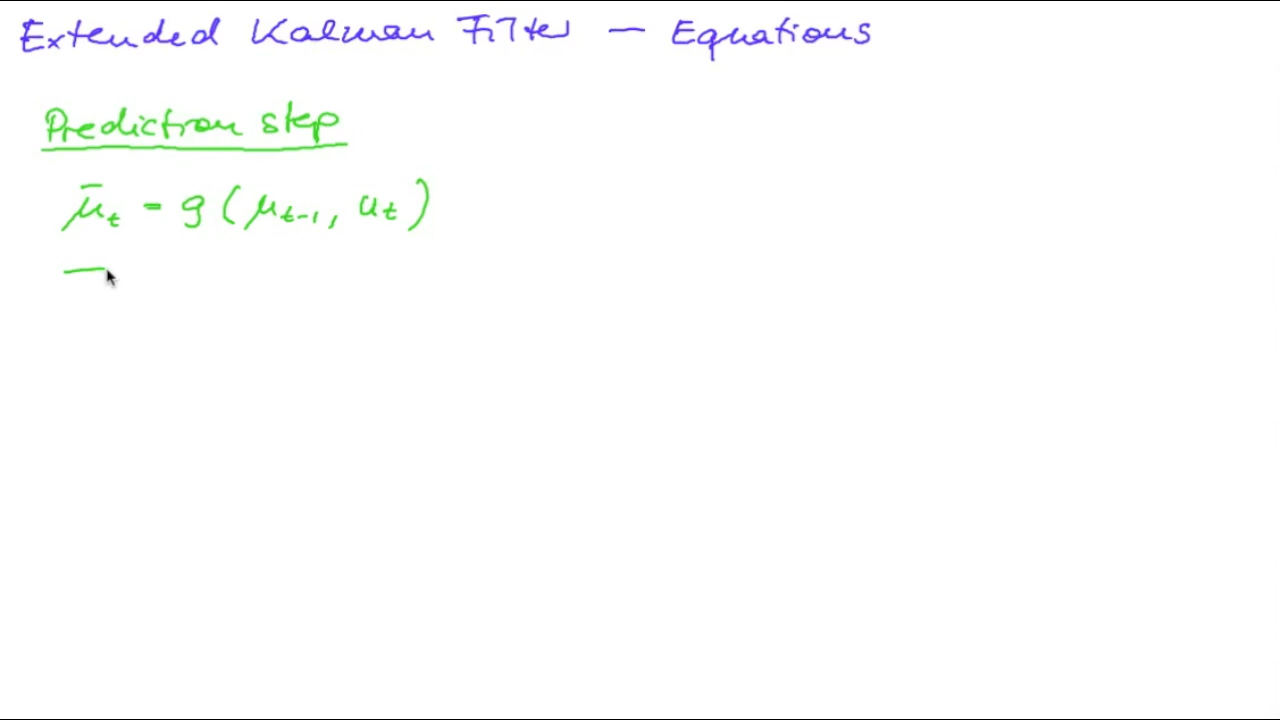 Extended Kalman Filter — Equations
Prediction step
μ̄ₜ = g(μₜ₋₁, uₜ)